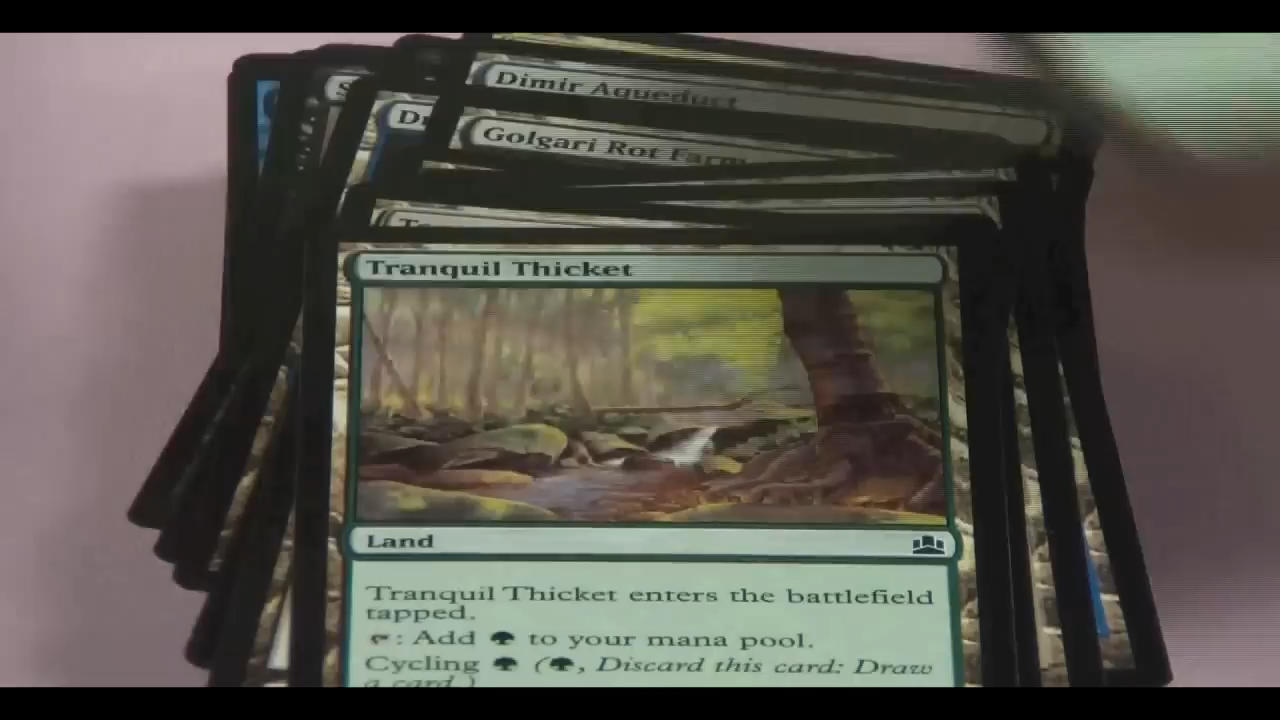 Dimir Aqueduct
Golgari Rot Farm
Tranquil Thicket
Land
Tranquil Thicket enters the battlefield
tapped.
: Add to your mana pool.
Cycling ( , Discard this card: Draw
a card.)